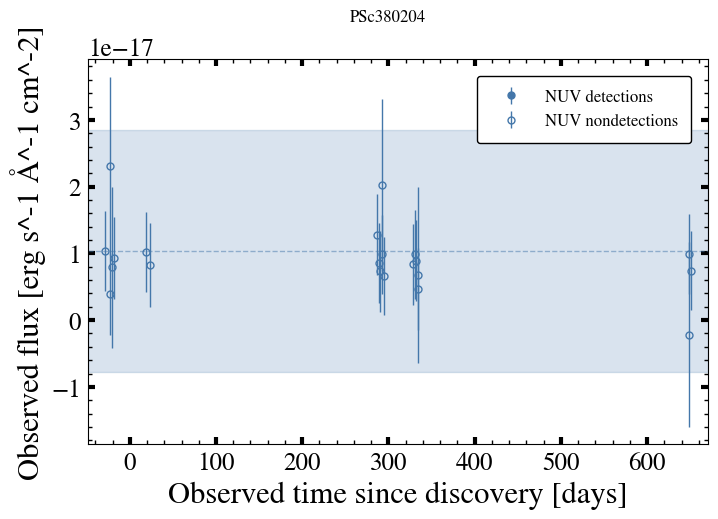 PSc380204
1e−17
Observed flux [erg s^-1 Å^-1 cm^-2]
3
2
1
0
−1
NUV detections
NUV nondetections
0 100 200 300 400 500 600
Observed time since discovery [days]